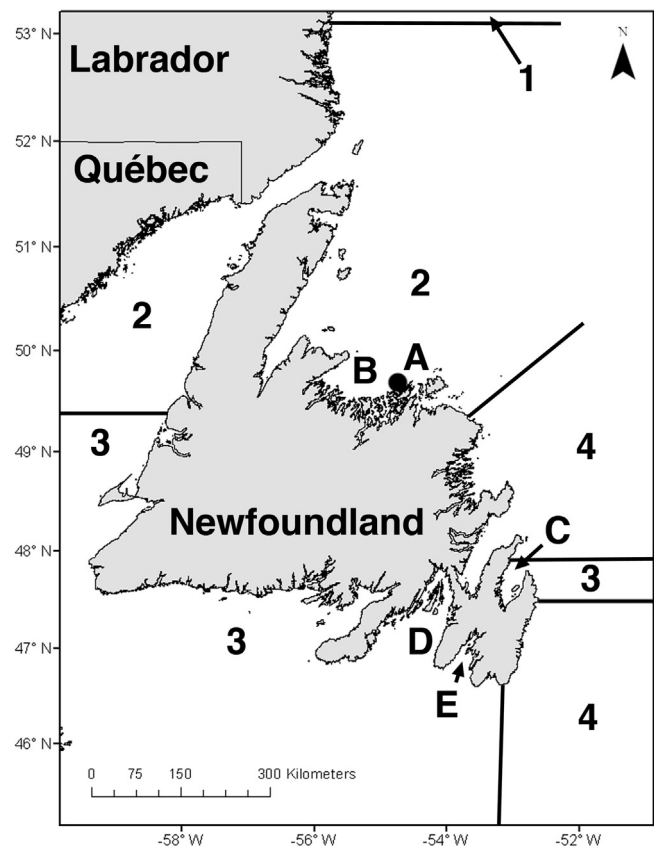 53° N
N
Labrador
1
52° N
Québec
51° N
2
2
50° N
B A
3
49° N
4
Newfoundland
C
48° N
3
3
D
47° N
E
4
46° N
0 75 150 300 Kilometers
-58° W -56° W -54° W -52° W